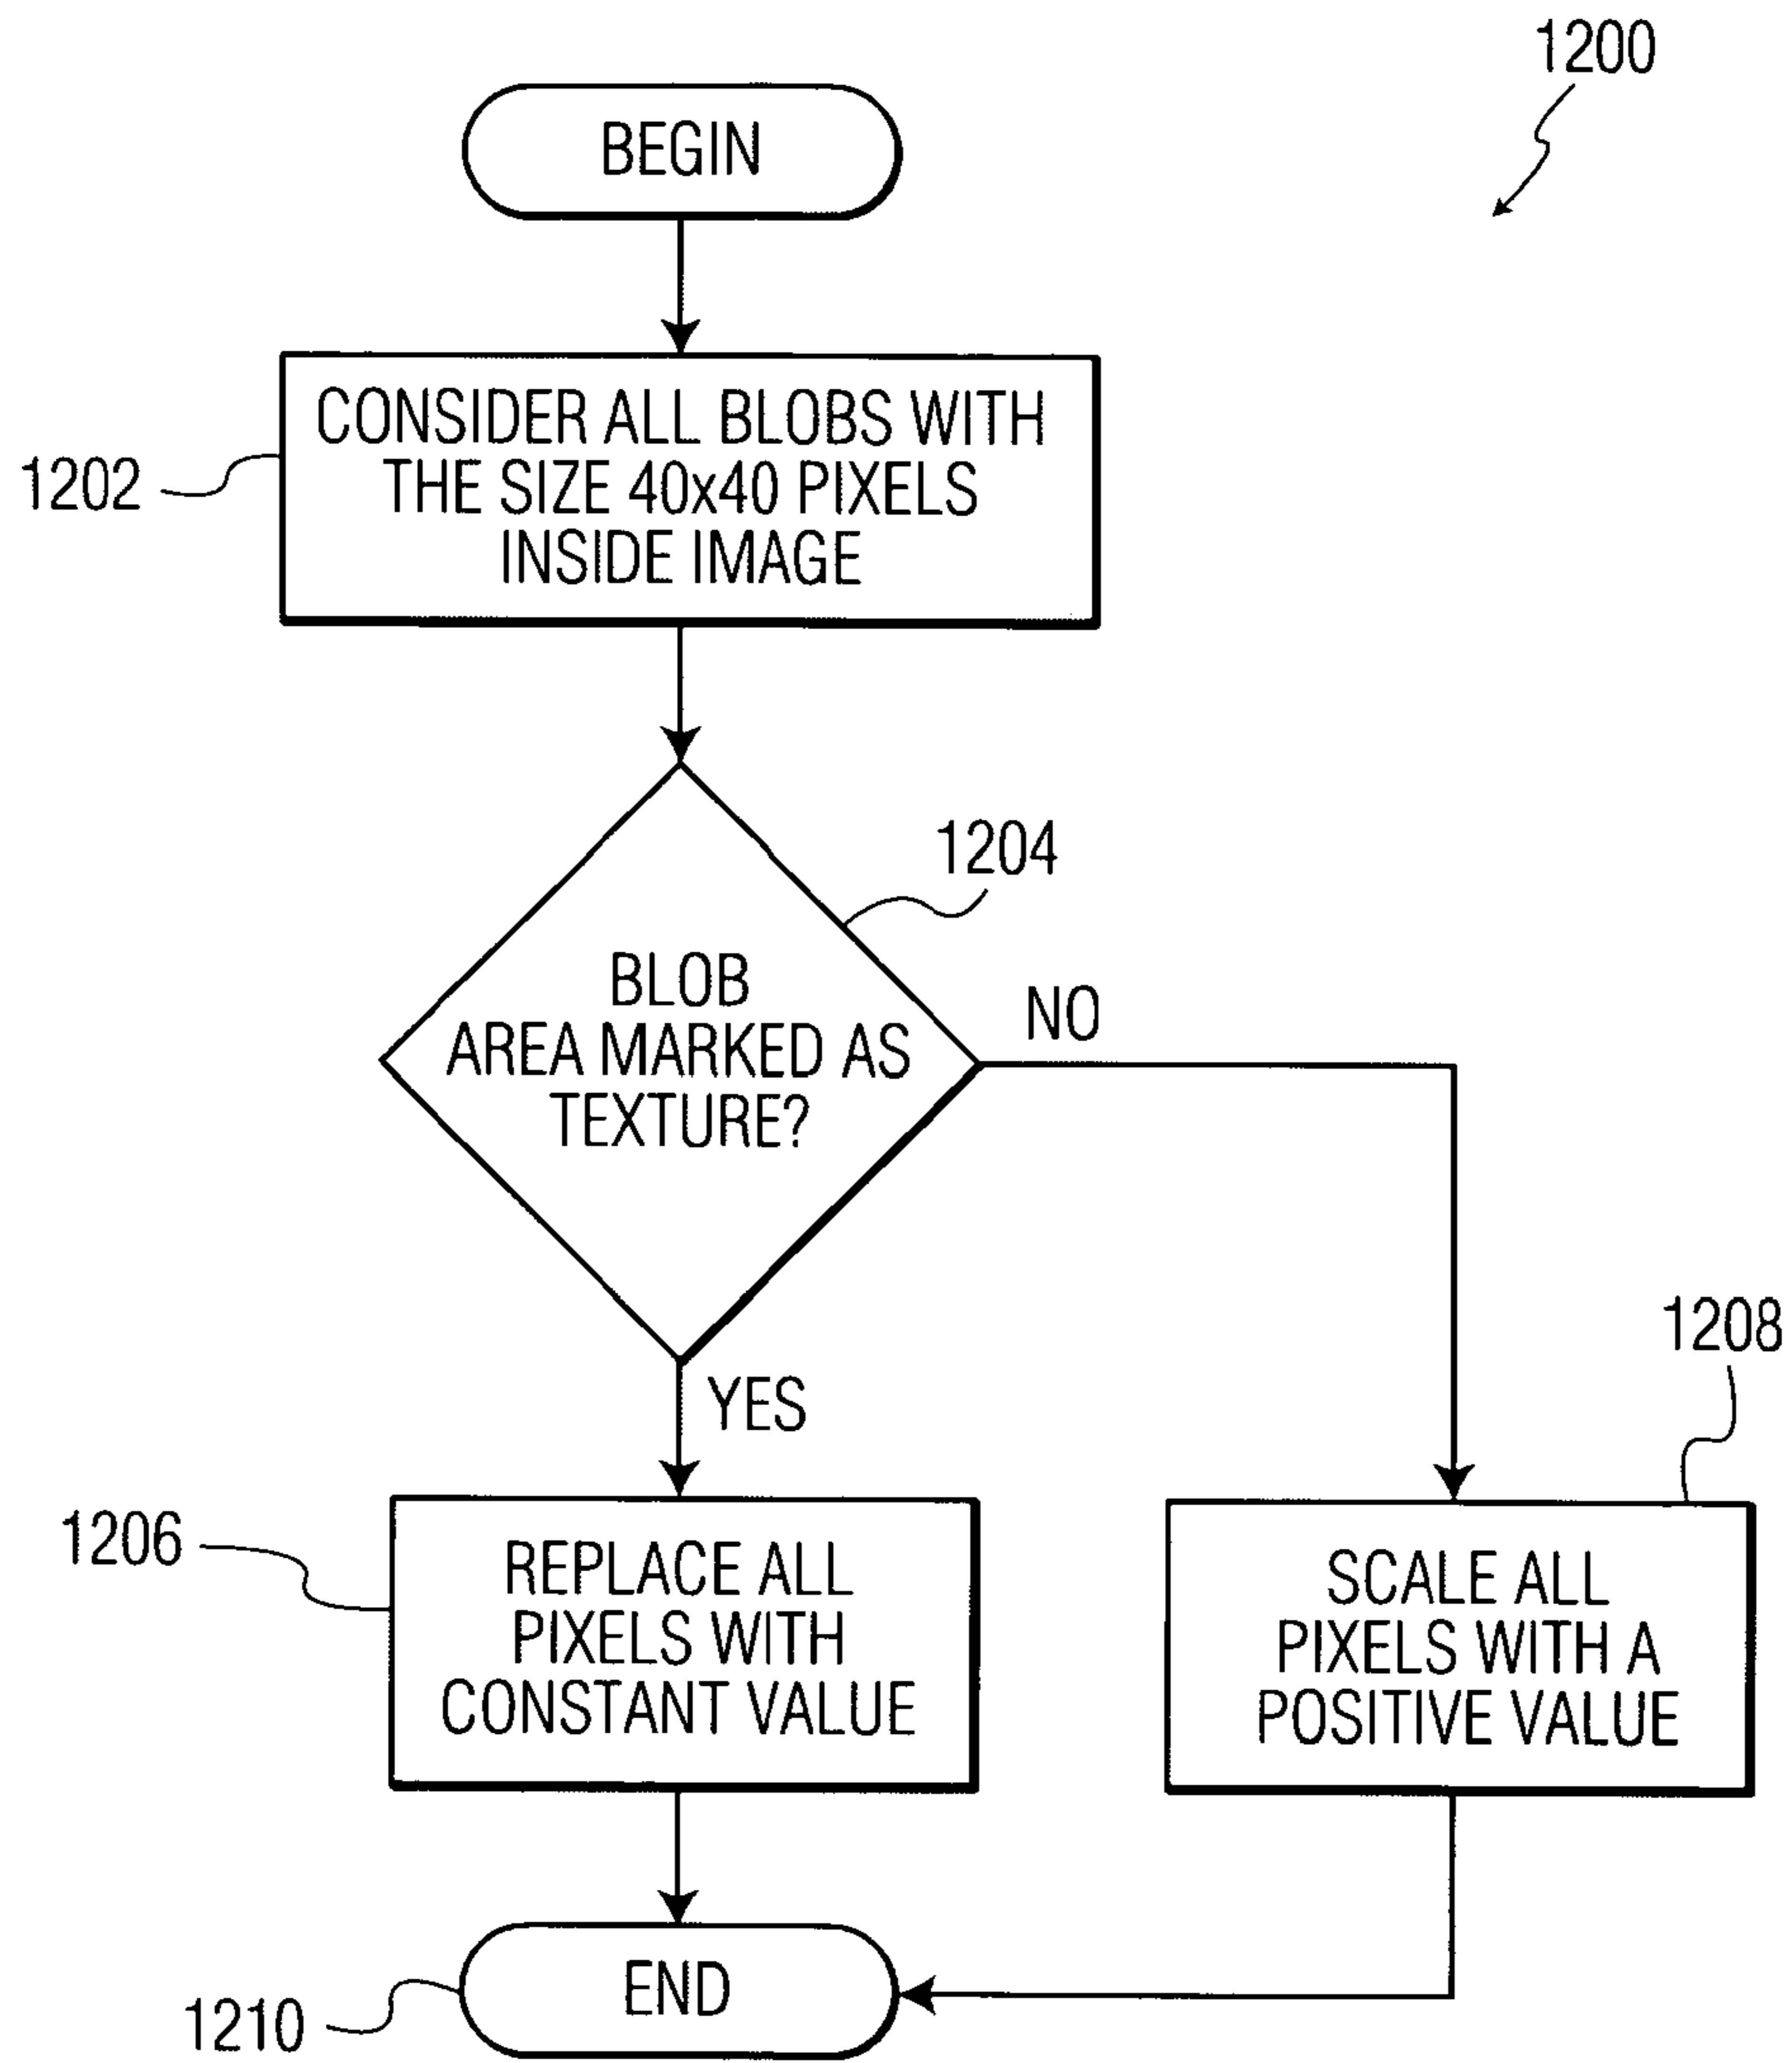 1200
BEGIN
CONSIDER ALL BLOBS WITH
THE SIZE 40x40 PIXELS
INSIDE IMAGE
1202
1204
BLOB
AREA MARKED AS
TEXTURE?
NO
YES
1208
1206
REPLACE ALL
PIXELS WITH
CONSTANT VALUE
SCALE ALL
PIXELS WITH A
POSITIVE VALUE
END
1210